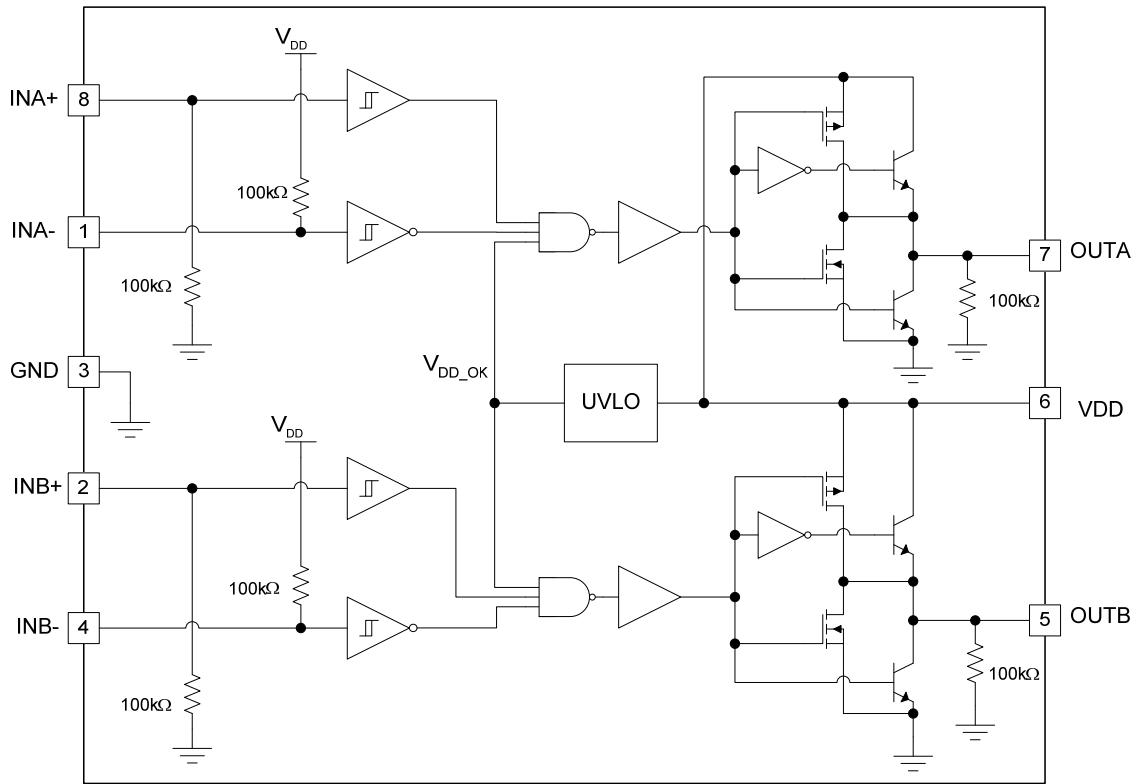 V_DD
INA+ 8
100kΩ
INA- 1
7 OUTA
100kΩ
100kΩ
GND 3
V_DD_OK
UVLO
6 VDD
V_DD
INB+ 2
100kΩ
INB- 4
5 OUTB
100kΩ
100kΩ